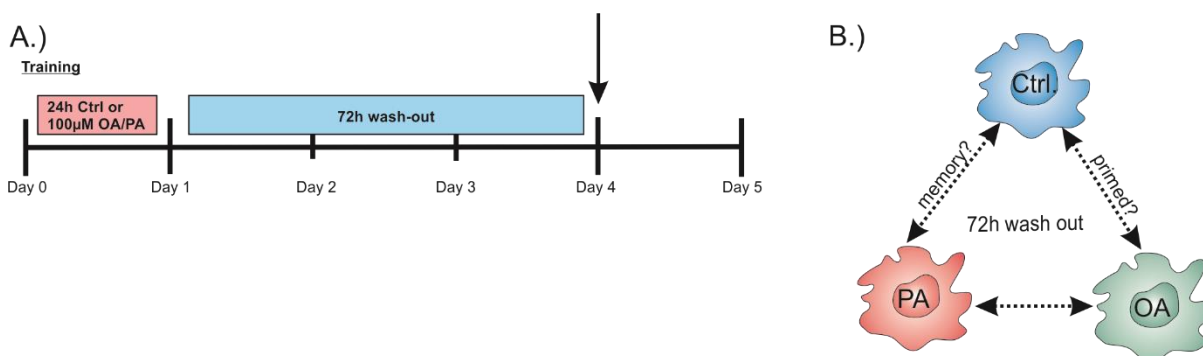 A.)
Training
24h Ctrl or
100µM OA/PA
72h wash-out
Day 0
Day 1
Day 2
Day 3
Day 4
Day 5
B.)
Ctrl.
memory?
primed?
72h wash out
PA
OA